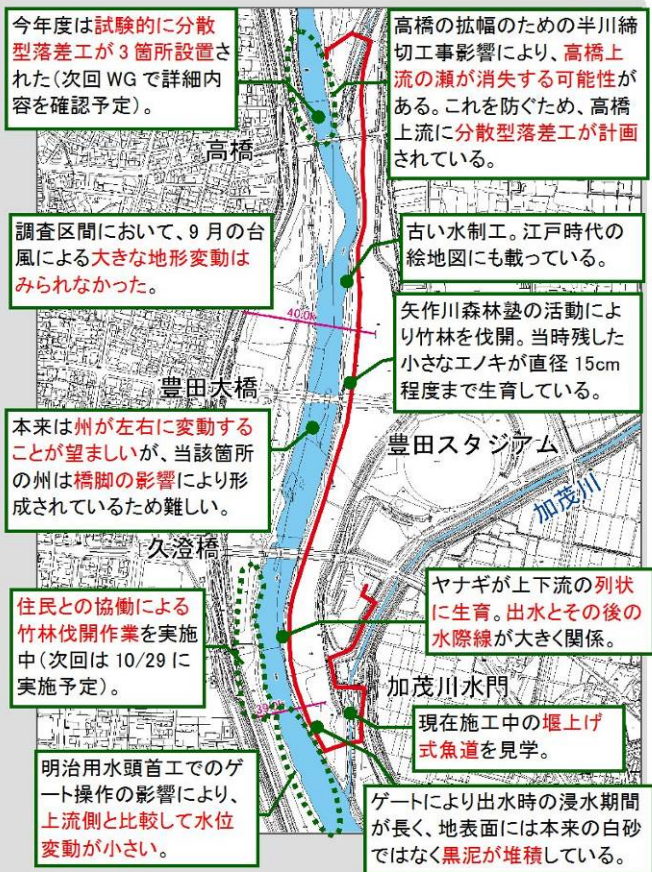 今年度は試験的に分散
型落差工が3箇所設置さ
れた(次回WGで詳細内
容を確認予定)。
高橋の拡幅のための半川締
切工事影響により、高橋上
流の瀬が消失する可能性が
ある。これを防ぐため、高橋
上流に分散型落差工が計画
されている。
高橋
調査区間において、9月の台
風による大きな地形変動は
みられなかった。
古い水制工。江戸時代の
絵地図にも載っている。
40.0k
矢作川森林塾の活動によ
り竹林を伐開。当時残した
小さなエノキが直径15cm
程度まで生育している。
豊田大橋
本来は州が左右に変動する
ことが望ましいが、当該箇所
の州は橋脚の影響により形
成されているため難しい。
豊田スタジアム
加茂川
久澄橋
住民との協働による
竹林伐開作業を実施
中(次回は10/29に
実施予定)。
ヤナギが上下流の列状
に生育。出水とその後の
水際線が大きく関係。
加茂川水門
現在施工中の堰上げ
式魚道を見学。
明治用水頭首工でのゲ
ート操作の影響により、
上流側と比較して水位
変動が小さい。
ゲートにより出水時の浸水期間
が長く、地表面には本来の白砂
ではなく黒泥が堆積している。